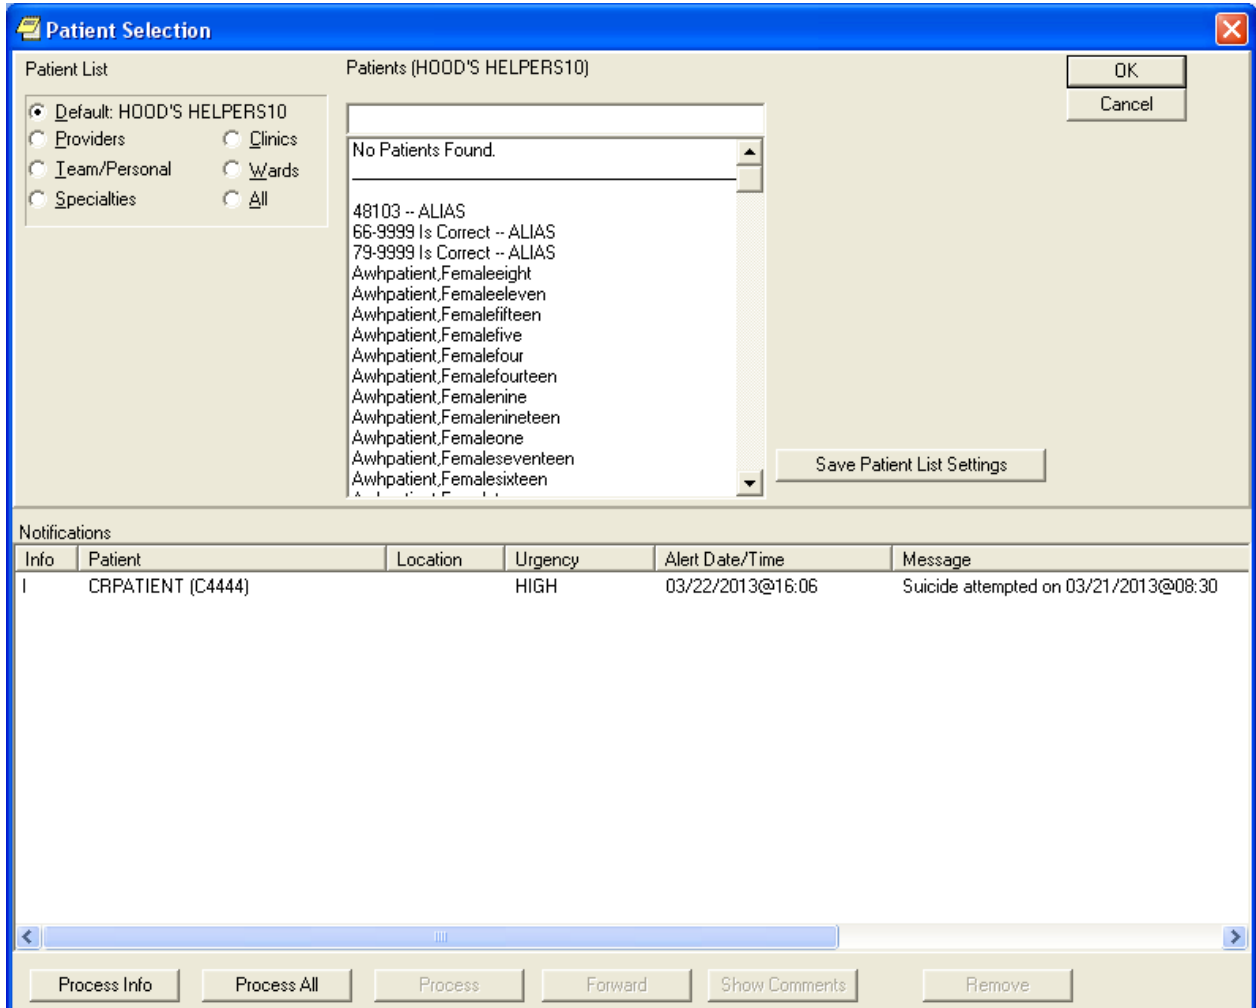 Patient Selection
Patient List
Patients (HOOD'S HELPERS10)
OK
Cancel
Default: HOOD'S HELPERS10
Providers Clinics
Team/Personal Wards
Specialties All
No Patients Found.
48103 -- ALIAS
66-9999 Is Correct -- ALIAS
79-9999 Is Correct -- ALIAS
Awhpatient,Femaleeight
Awhpatient,Femaleeleven
Awhpatient,Femalefifteen
Awhpatient,Femalefive
Awhpatient,Femalefour
Awhpatient,Femalefourteen
Awhpatient,Femalenine
Awhpatient,Femalenineteen
Awhpatient,Femaleone
Awhpatient,Femaleseventeen
Awhpatient,Femalesixteen
Save Patient List Settings
Notifications
Info Patient Location Urgency Alert Date/Time Message
I CRPATIENT (C4444) HIGH 03/22/2013@16:06 Suicide attempted on 03/21/2013@08:30
Process Info Process All Process Forward Show Comments Remove